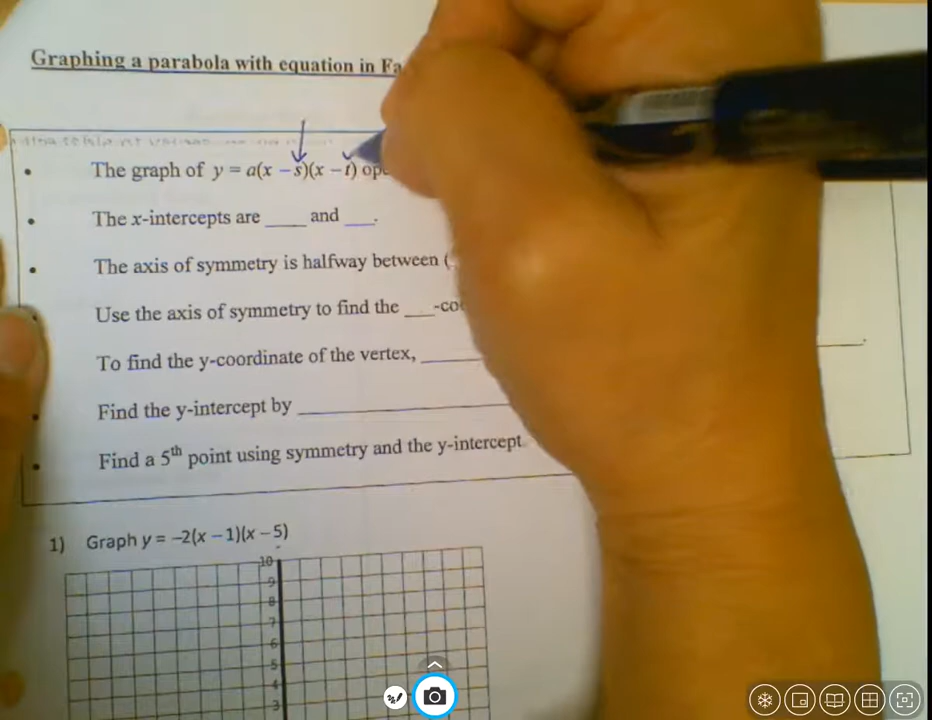 Graphing a parabola with equation in Fa
The graph of y = a(x – s)(x – t) ope
The x-intercepts are ____ and ___.
The axis of symmetry is halfway between (
Use the axis of symmetry to find the ___-coo
To find the y-coordinate of the vertex, ______
Find the y-intercept by ____________________
Find a 5th point using symmetry and the y-intercept.
1) Graph y = –2(x – 1)(x – 5)
10
9
8
7
6
5
4
3